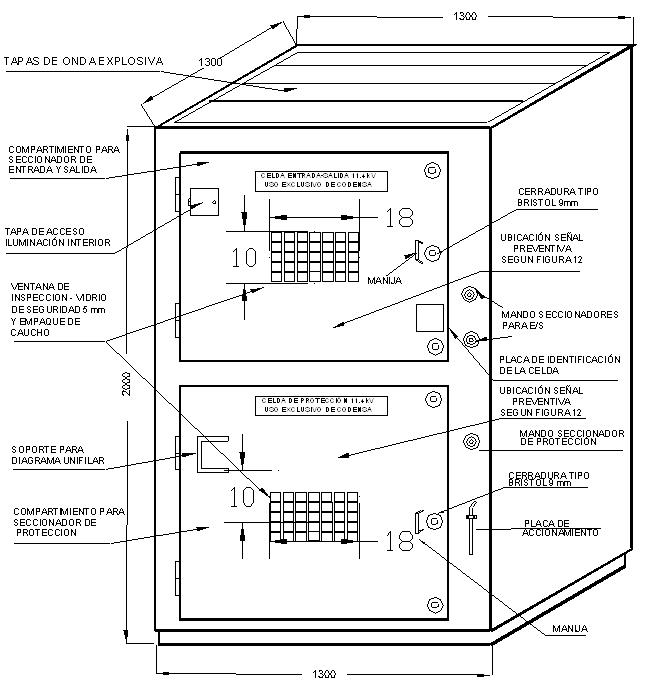 1300
1300
TAPAS DE ONDA EXPLOSIVA
COMPARTIMIENTO PARA
SECCIONADOR DE
ENTRADA Y SALIDA
CELDA ENTRADA-SALIDA 11.4 kV
USO EXCLUSIVO DE CODENSA
CERRADURA TIPO
BRISTOL 9mm
18
TAPA DE ACCESO
ILUMINACIÓN INTERIOR
10
UBICACIÓN SEÑAL
PREVENTIVA
SEGUN FIGURA 12
MANIJA
VENTANA DE
INSPECCION - VIDRIO
DE SEGURIDAD 5 mm
Y EMPAQUE DE
CAUCHO
MANDO SECCIONADORES
PARA E/S
PLACA DE IDENTIFICACIÓN
DE LA CELDA
2000
CELDA DE PROTECCIÓN 11.4 kV
USO EXCLUSIVO DE CODENSA
UBICACIÓN SEÑAL
PREVENTIVA
SEGUN FIGURA 12
MANDO SECCIONADOR
DE PROTECCIÓN
SOPORTE PARA
DIAGRAMA UNIFILAR
CERRADURA TIPO
BRISTOL 9 mm
10
COMPARTIMIENTO PARA
SECCIONADOR DE
PROTECCION
18
PLACA DE
ACCIONAMIENTO
MANIJA
1300